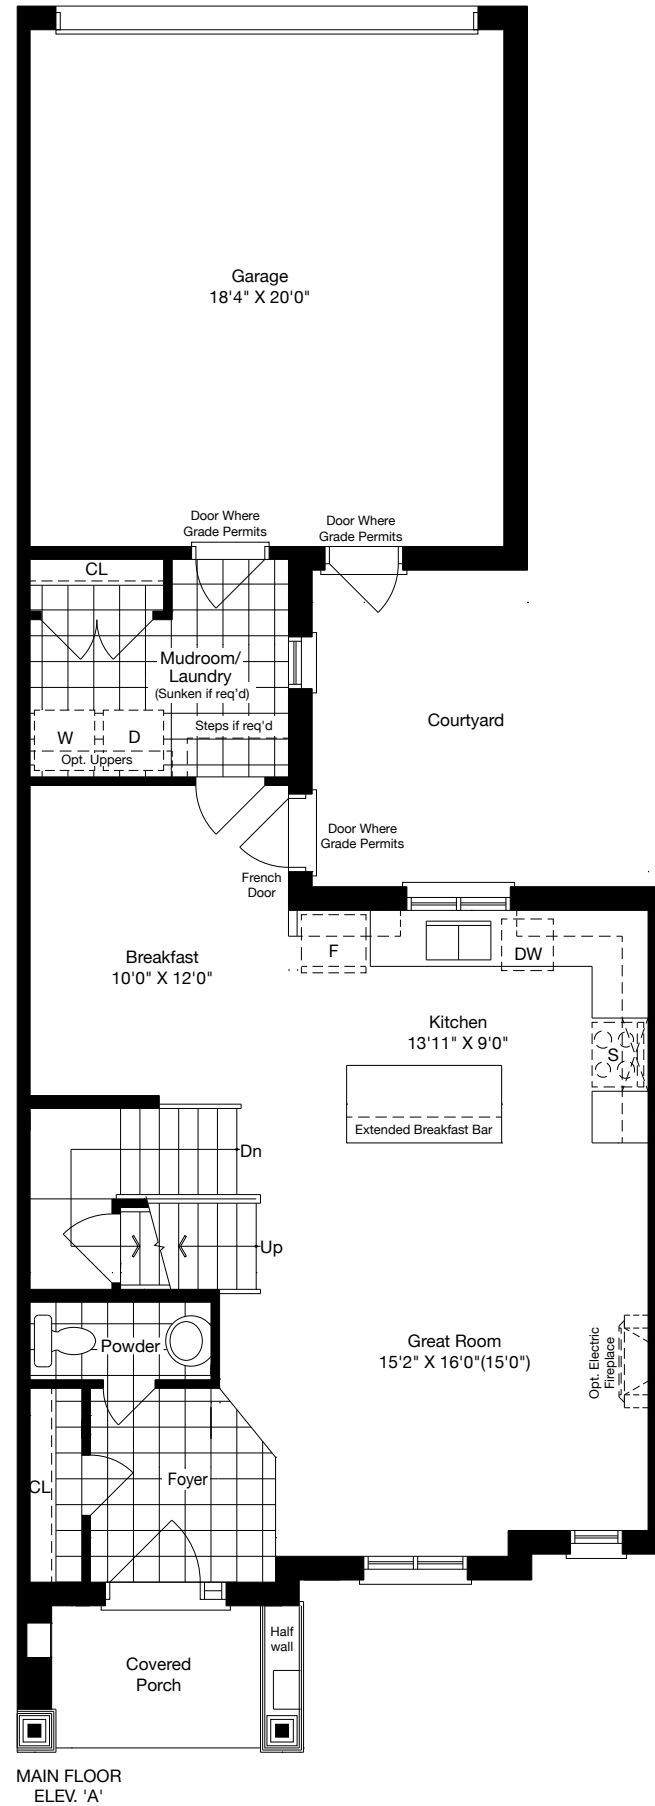 Garage
18'4" X 20'0"
Door Where
Grade Permits
Door Where
Grade Permits
CL
Mudroom/
Laundry
(Sunken if req'd)
Steps if req'd
W
D
Opt. Uppers
Courtyard
Door Where
Grade Permits
French
Door
Breakfast
10'0" X 12'0"
F
DW
Kitchen
13'11" X 9'0"
S
Extended Breakfast Bar
Dn
Up
Powder
Great Room
15'2" X 16'0"(15'0")
Opt. Electric
Fireplace
CL
Foyer
Half
wall
Covered
Porch
MAIN FLOOR
ELEV. 'A'